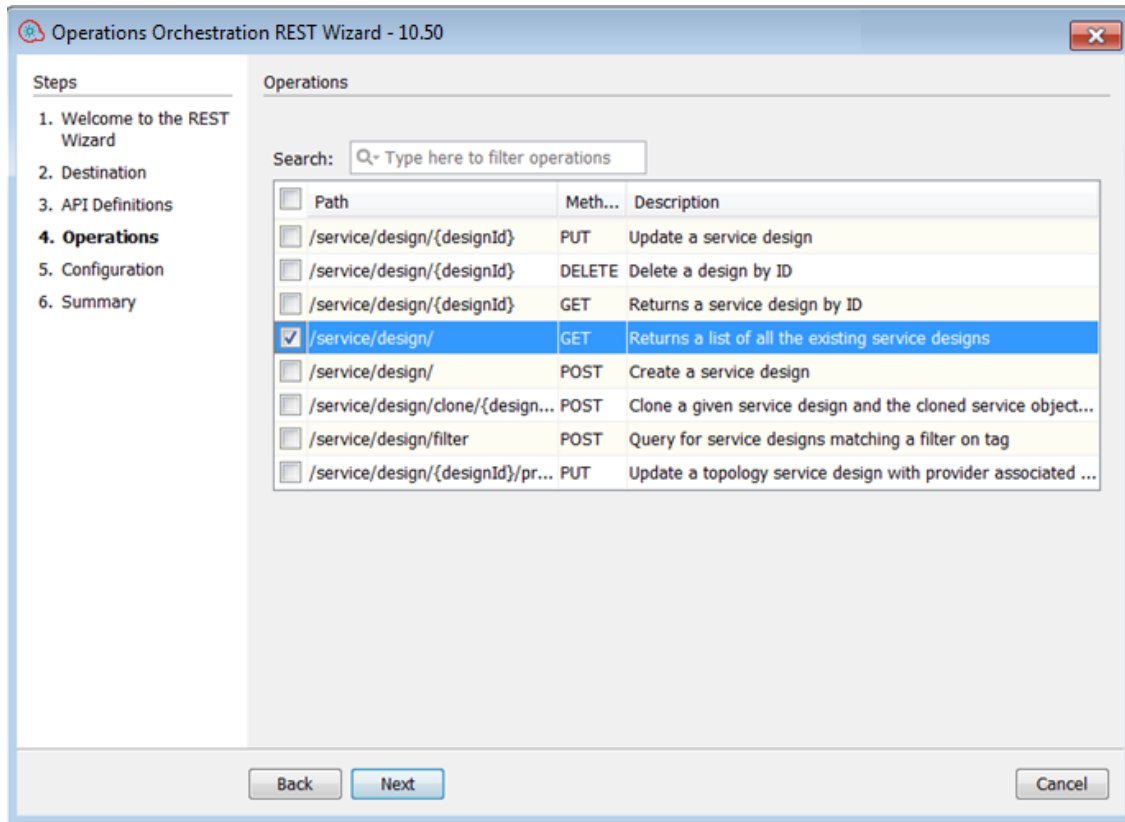 Operations Orchestration REST Wizard - 10.50
Steps
1. Welcome to the REST
Wizard
2. Destination
3. API Definitions
4. Operations
5. Configuration
6. Summary
Operations
Search: Type here to filter operations
Path Meth... Description
/service/design/{designId} PUT Update a service design
/service/design/{designId} DELETE Delete a design by ID
/service/design/{designId} GET Returns a service design by ID
/service/design/ GET Returns a list of all the existing service designs
/service/design/ POST Create a service design
/service/design/clone/{design... POST Clone a given service design and the cloned service object...
/service/design/filter POST Query for service designs matching a filter on tag
/service/design/{designId}/pr... PUT Update a topology service design with provider associated ...
Back Next Cancel